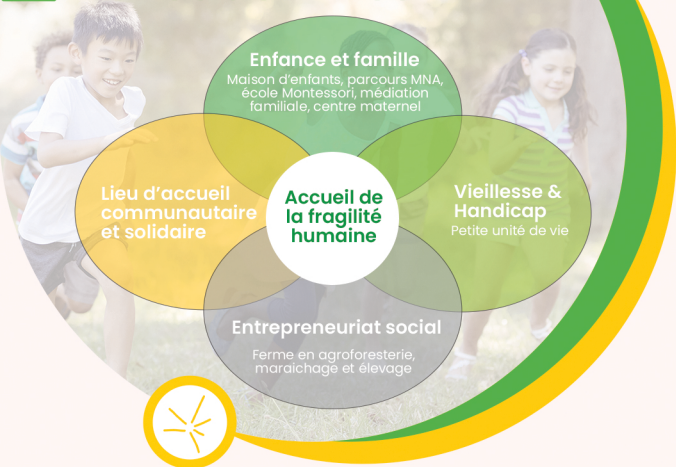 Enfance et famille
Maison d'enfants, parcours MNA,
école Montessori, médiation
familiale, centre maternel
Lieu d'accueil
communautaire
et solidaire
Accueil de
la fragilité
humaine
Vieillesse &
Handicap
Petite unité de vie
Entrepreneuriat social
Ferme en agroforesterie,
maraichage et élevage